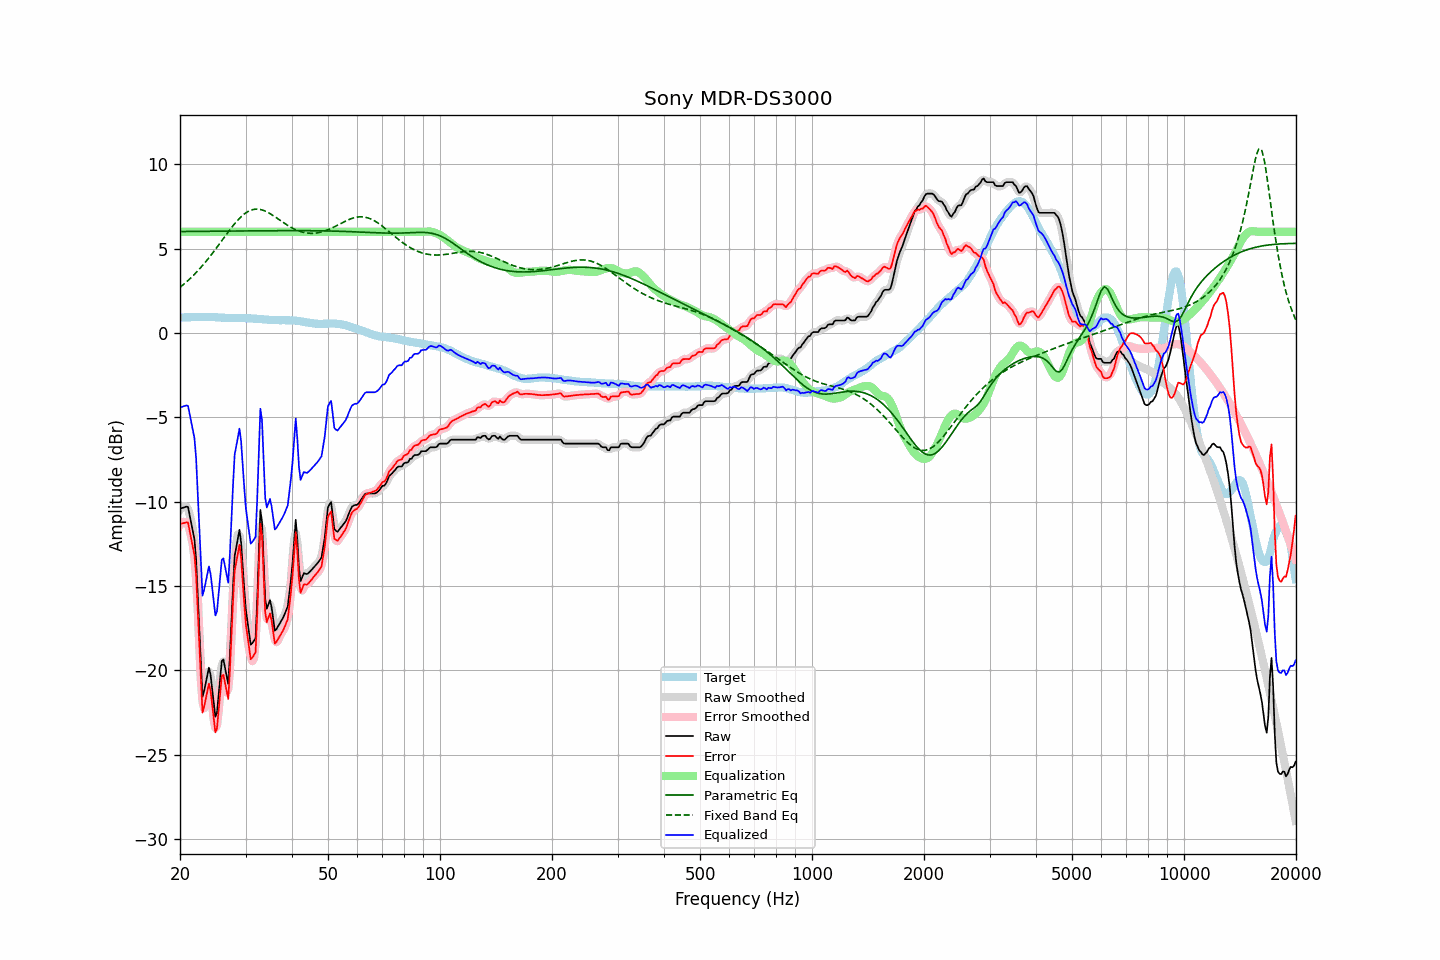 Sony MDR-DS3000
Amplitude (dBr)
10
5
0
−5
−10
−15
−20
−25
−30
Target
Raw Smoothed
Error Smoothed
Raw
Error
Equalization
Parametric Eq
Fixed Band Eq
Equalized
20 50 100 200 500 1000 2000 5000 10000 20000
Frequency (Hz)